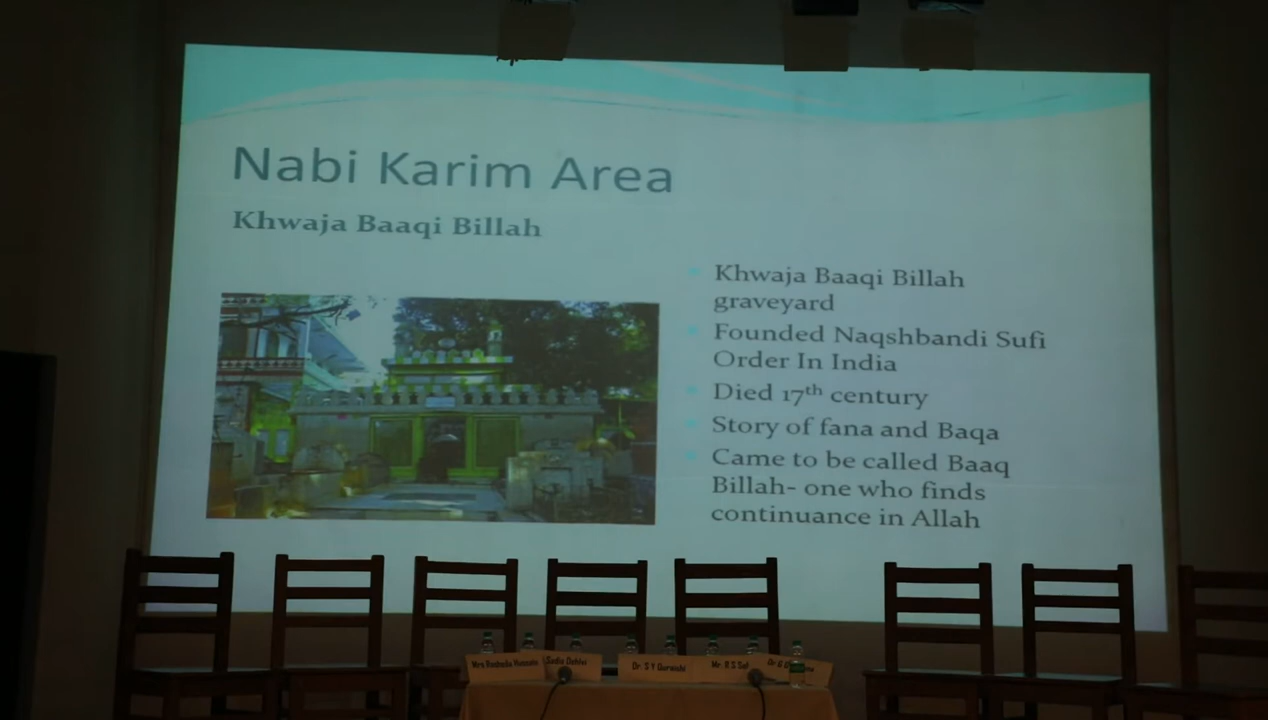 Nabi Karim Area
Khwaja Baaqi Billah
Khwaja Baaqi Billah
graveyard
Founded Naqshbandi Sufi
Order In India
Died 17th century
Story of fana and Baqa
Came to be called Baaq
Billah- one who finds
continuance in Allah
Sadia Dehlvi
Dr. S Y Quraishi